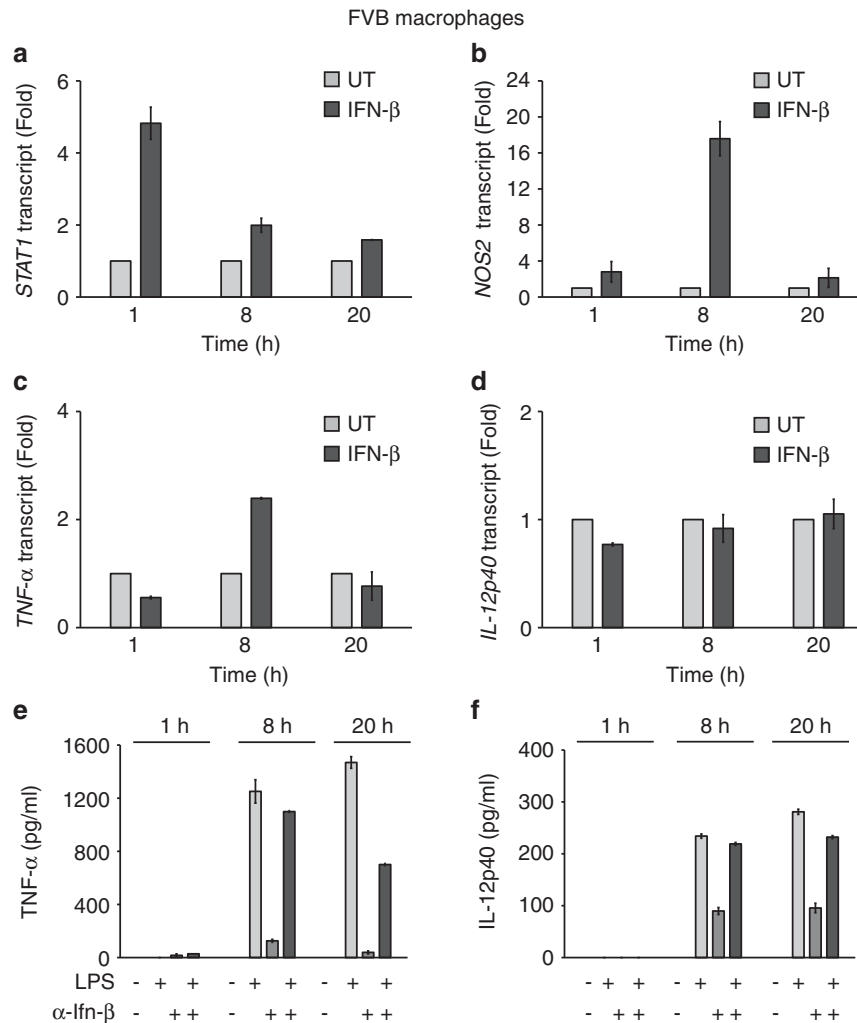 FVB macrophages
a
b
STAT1 transcript (Fold)
6
4
2
0
UT
IFN-β
1 8 20
Time (h)
NOS2 transcript (Fold)
24
20
16
12
8
4
0
UT
IFN-β
1 8 20
Time (h)
c
d
TNF-α transcript (Fold)
4
2
0
UT
IFN-β
1 8 20
Time (h)
IL-12p40 transcript (Fold)
2
1
0
UT
IFN-β
1 8 20
Time (h)
e
f
1 h 8 h 20 h
TNF-α (pg/ml)
1600
1200
800
400
0
LPS - + + - + + - + +
α-Ifn-β - + + - + + - + +
1 h 8 h 20 h
IL-12p40 (pg/ml)
400
300
200
100
0
- + + - + + - + +
- + + - + + - + +